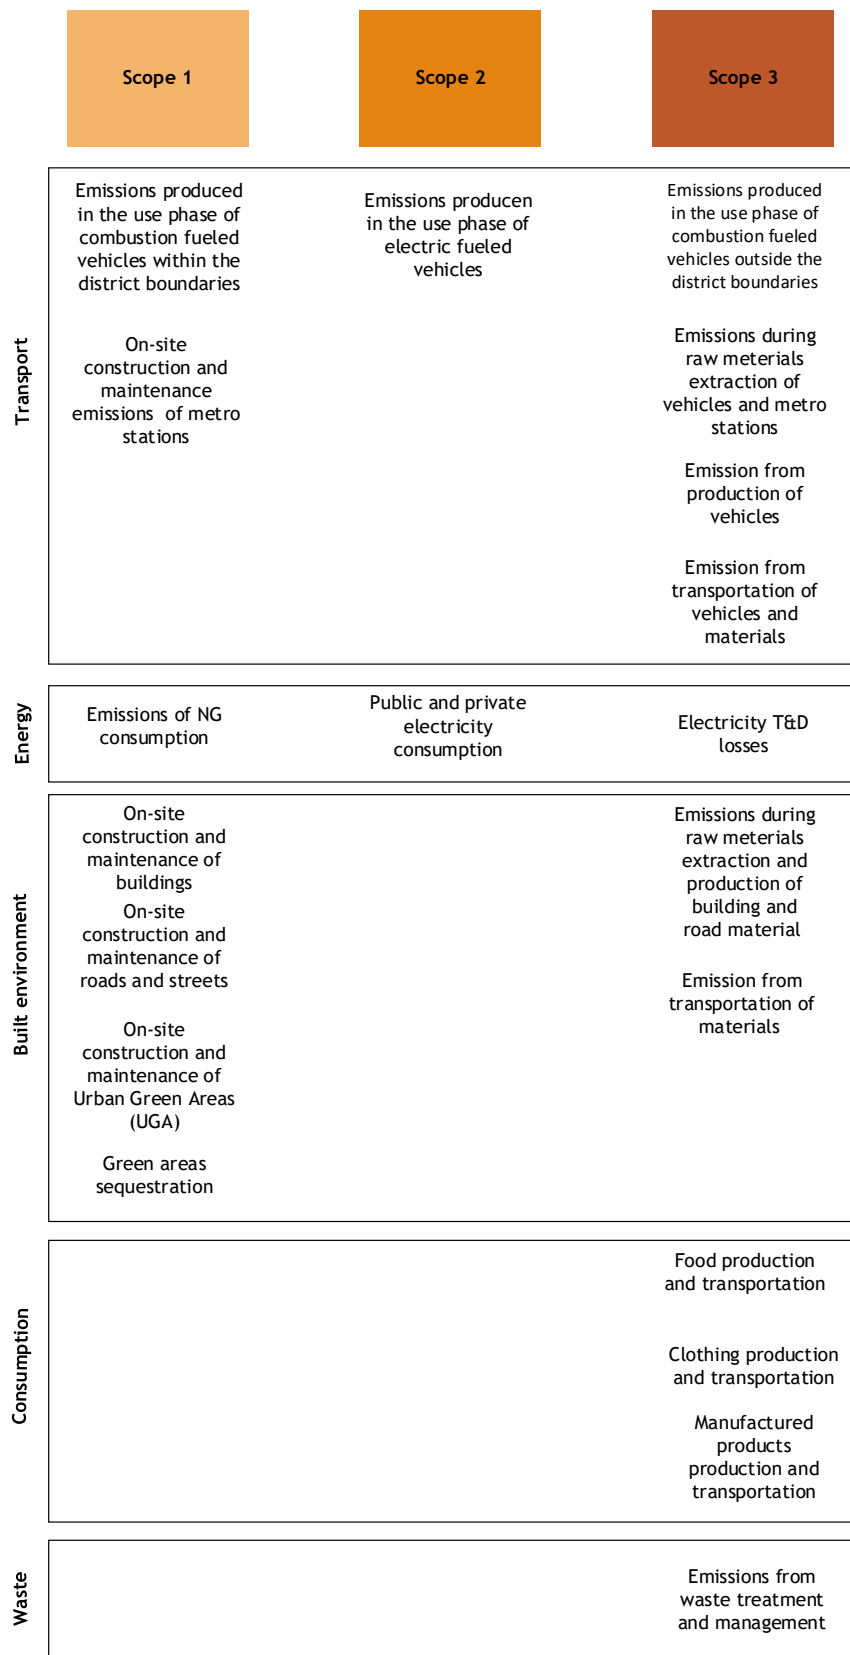 Scope 1
Scope 2
Scope 3
Transport
Emissions produced
in the use phase of
combustion fueled
vehicles within the
district boundaries
On-site
construction and
maintenance
emissions of metro
stations
Emissions producen
in the use phase of
electric fueled
vehicles
Emissions produced
in the use phase of
combustion fueled
vehicles outside the
district boundaries
Emissions during
raw meterials
extraction of
vehicles and metro
stations
Emission from
production of
vehicles
Emission from
transportation of
vehicles and
materials
Energy
Emissions of NG
consumption
Public and private
electricity
consumption
Electricity T&D
losses
Built environment
On-site
construction and
maintenance of
buildings
On-site
construction and
maintenance of
roads and streets
On-site
construction and
maintenance of
Urban Green Areas
(UGA)
Green areas
sequestration
Emissions during
raw meterials
extraction and
production of
building and
road material
Emission from
transportation of
materials
Consumption
Food production
and transportation
Clothing production
and transportation
Manufactured
products
production and
transportation
Waste
Emissions from
waste treatment
and management